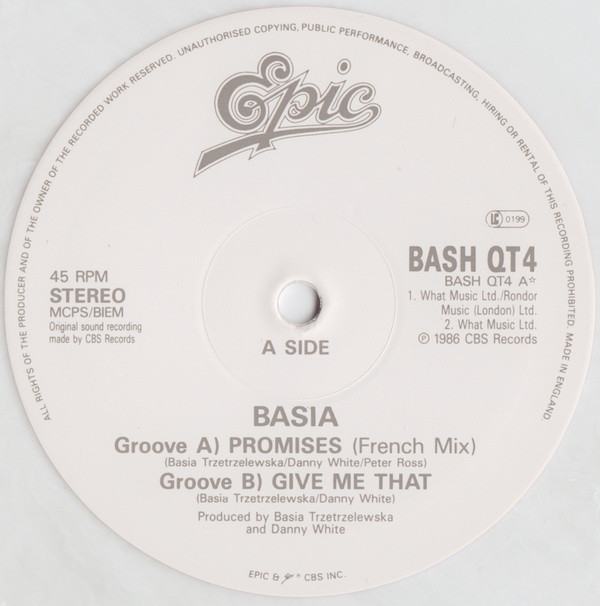 ALL RIGHTS OF THE PRODUCER AND OF THE OWNER OF THE RECORDED WORK RESERVED. UNAUTHORISED COPYING, PUBLIC PERFORMANCE, BROADCASTING, HIRING OR RENTAL OF THIS RECORDING PROHIBITED. MADE IN ENGLAND
Epic
LC 0199
45 RPM
STEREO
MCPS/BIEM
Original sound recording
made by CBS Records
BASH QT4
BASH QT4 A☆
1. What Music Ltd./Rondor
Music (London) Ltd.
2. What Music Ltd.
℗ 1986 CBS Records
A SIDE
BASIA
Groove A) PROMISES (French Mix)
(Basia Trzetrzelewska/Danny White/Peter Ross)
Groove B) GIVE ME THAT
(Basia Trzetrzelewska/Danny White)
Produced by Basia Trzetrzelewska
and Danny White
EPIC & * CBS INC.